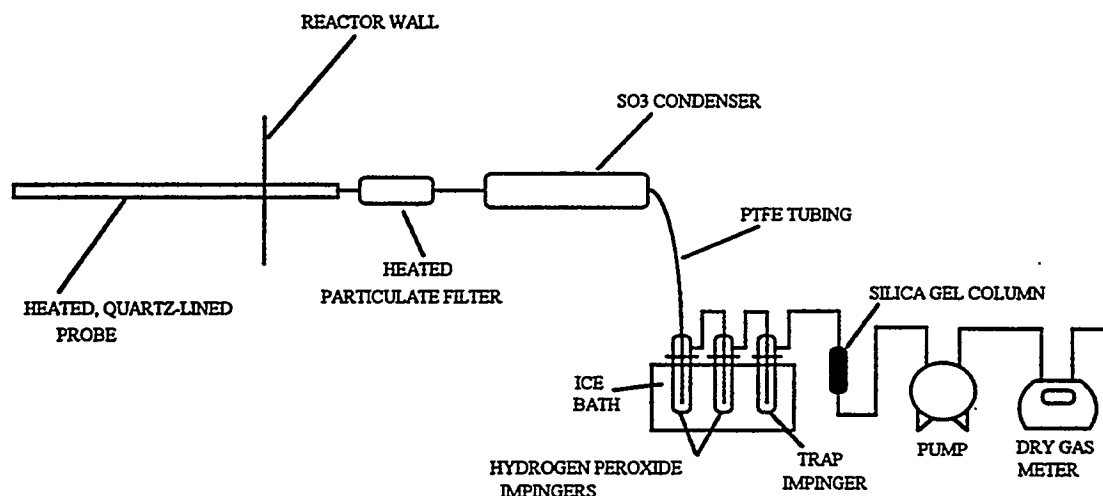 REACTOR WALL
SO3 CONDENSER
PTFE TUBING
HEATED
PARTICULATE FILTER
HEATED, QUARTZ-LINED
PROBE
SILICA GEL COLUMN
ICE
BATH
HYDROGEN PEROXIDE
IMPINGERS
TRAP
IMPINGER
PUMP
DRY GAS
METER